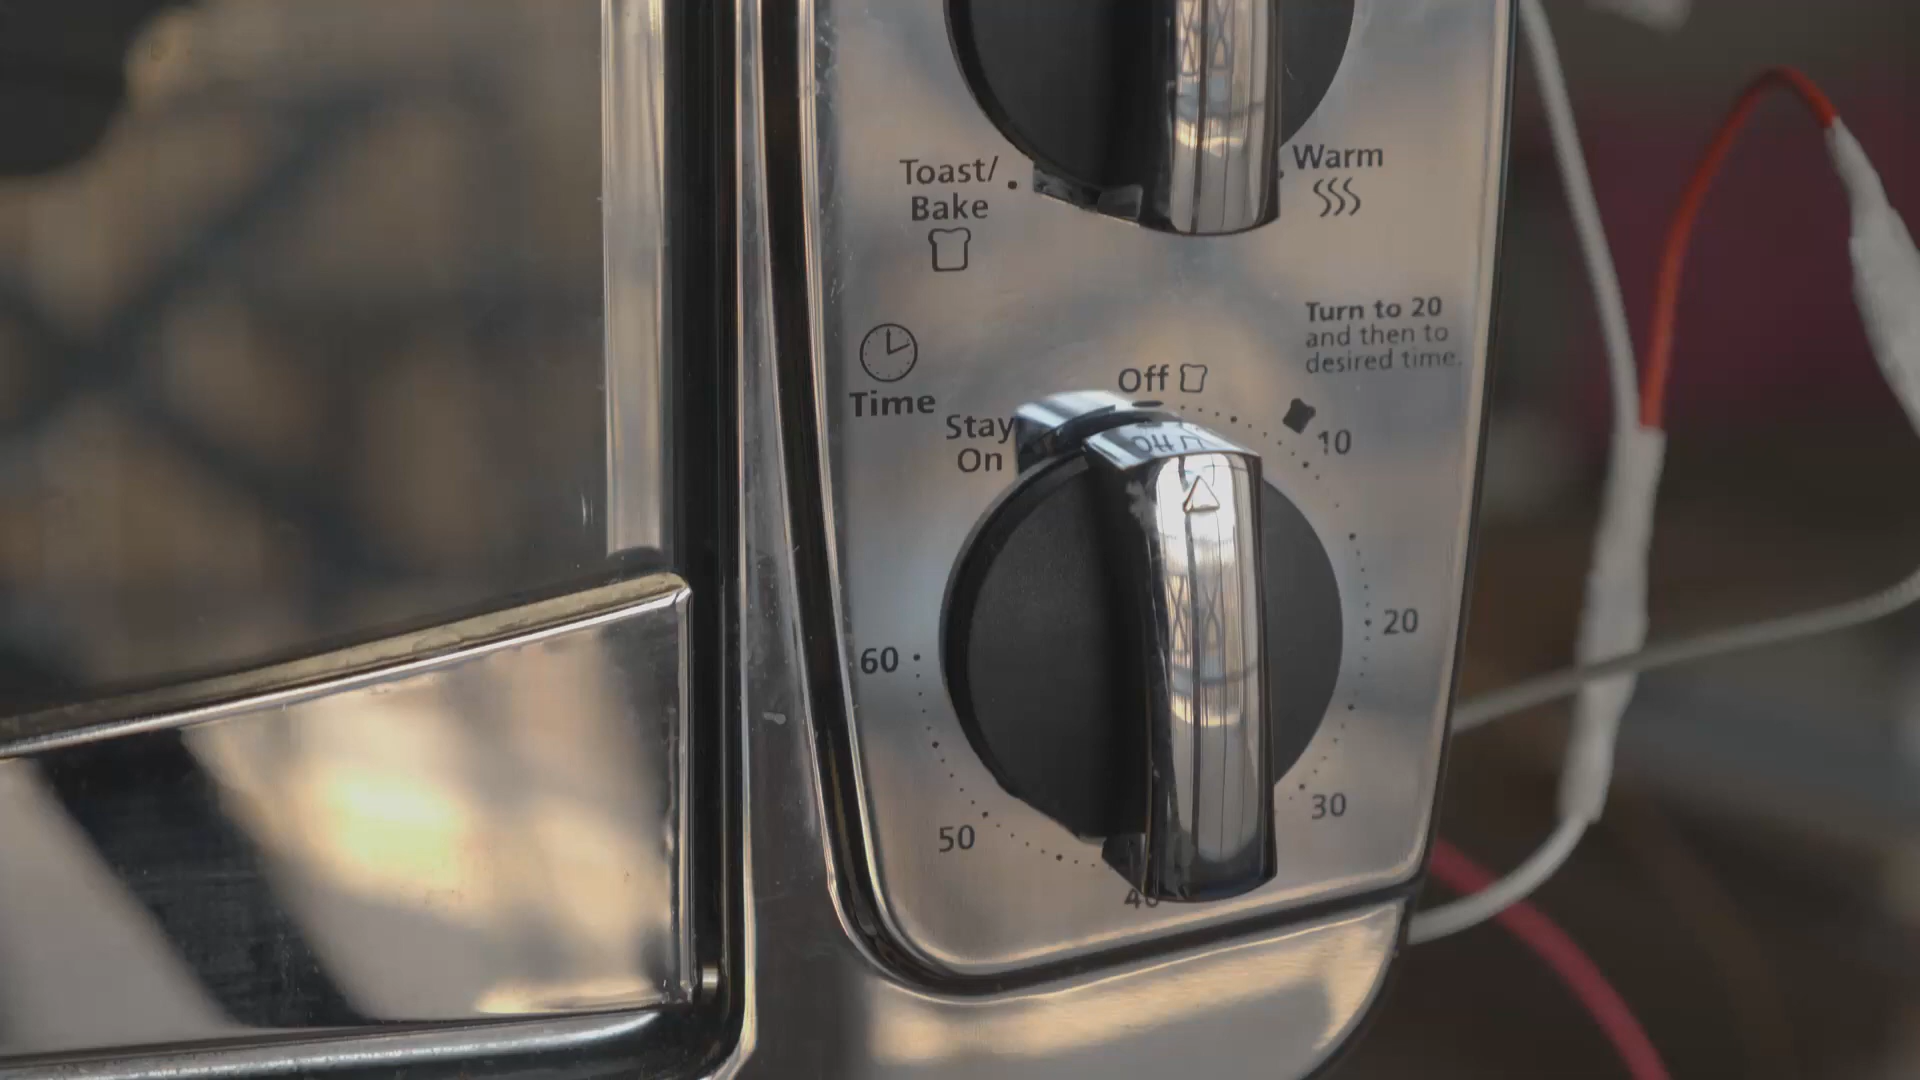 Toast/
Bake
Warm
Turn to 20
and then to
desired time.
Time
Off
Stay
On
10
20
30
40
50
60